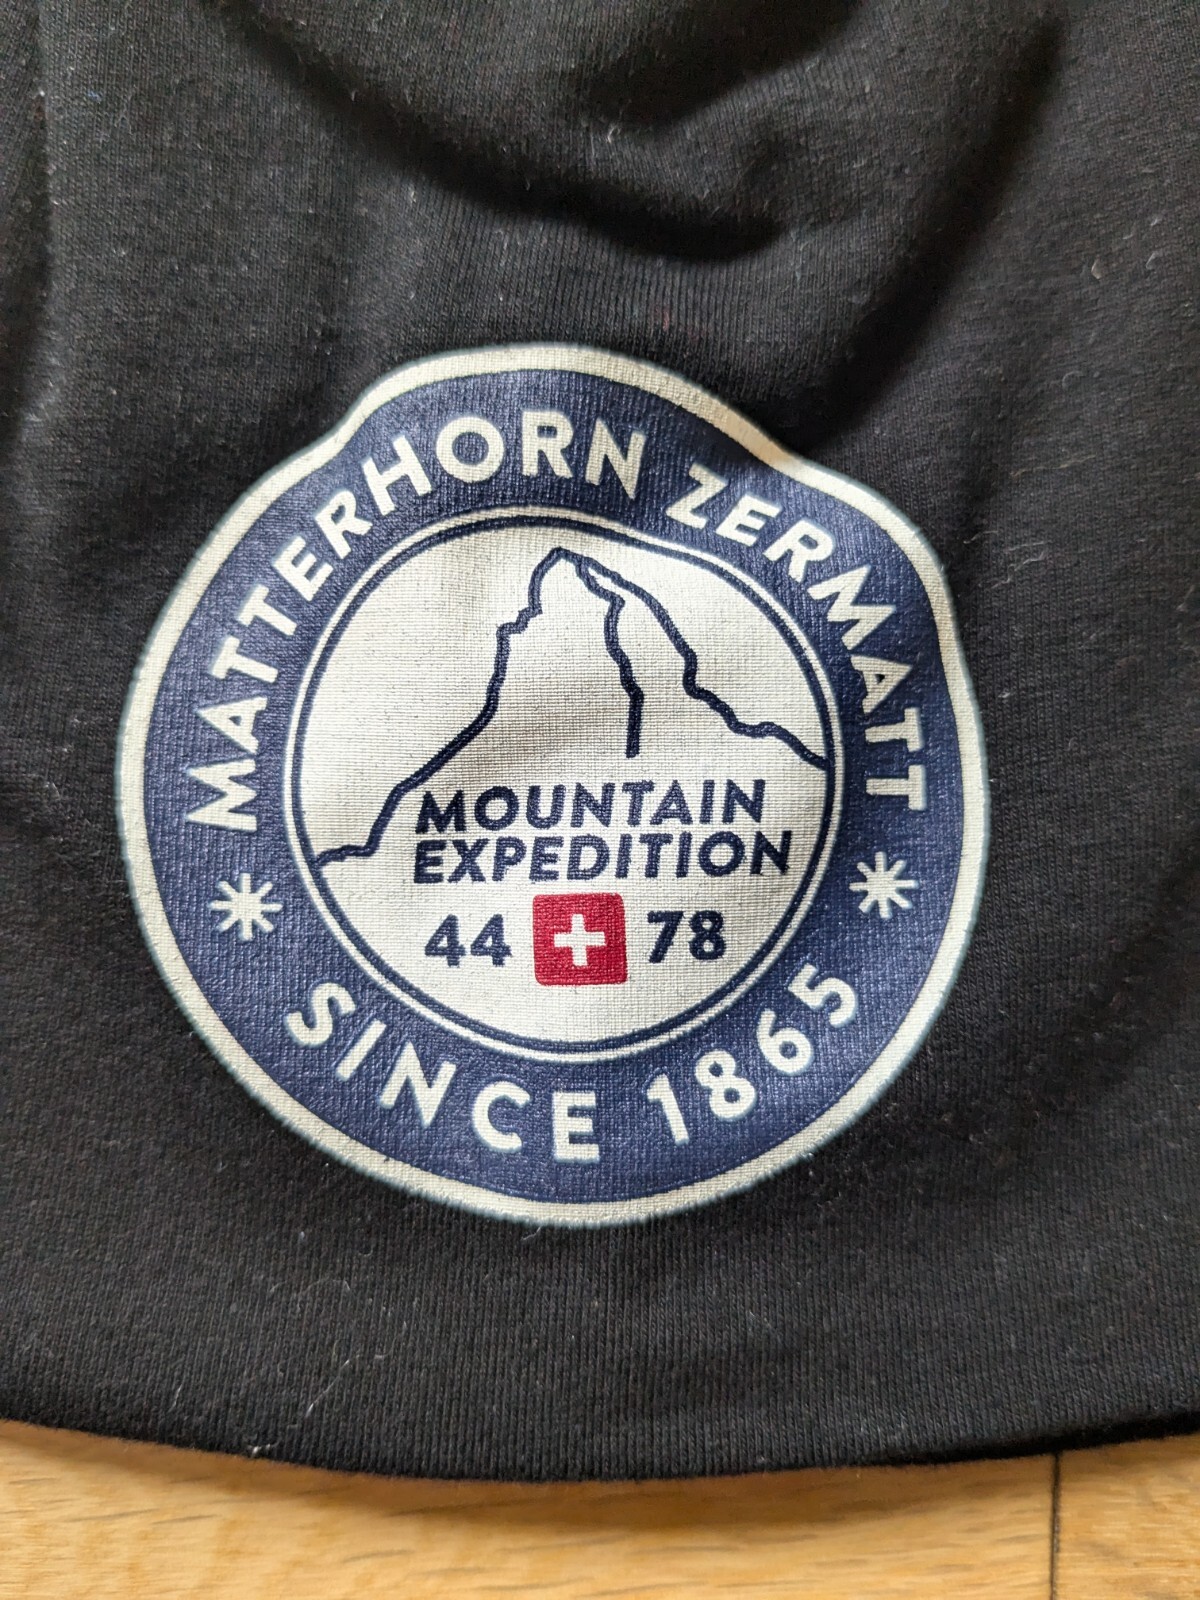 MATTERHORN ZERMATT
MOUNTAIN
EXPEDITION
44 78
SINCE 1865